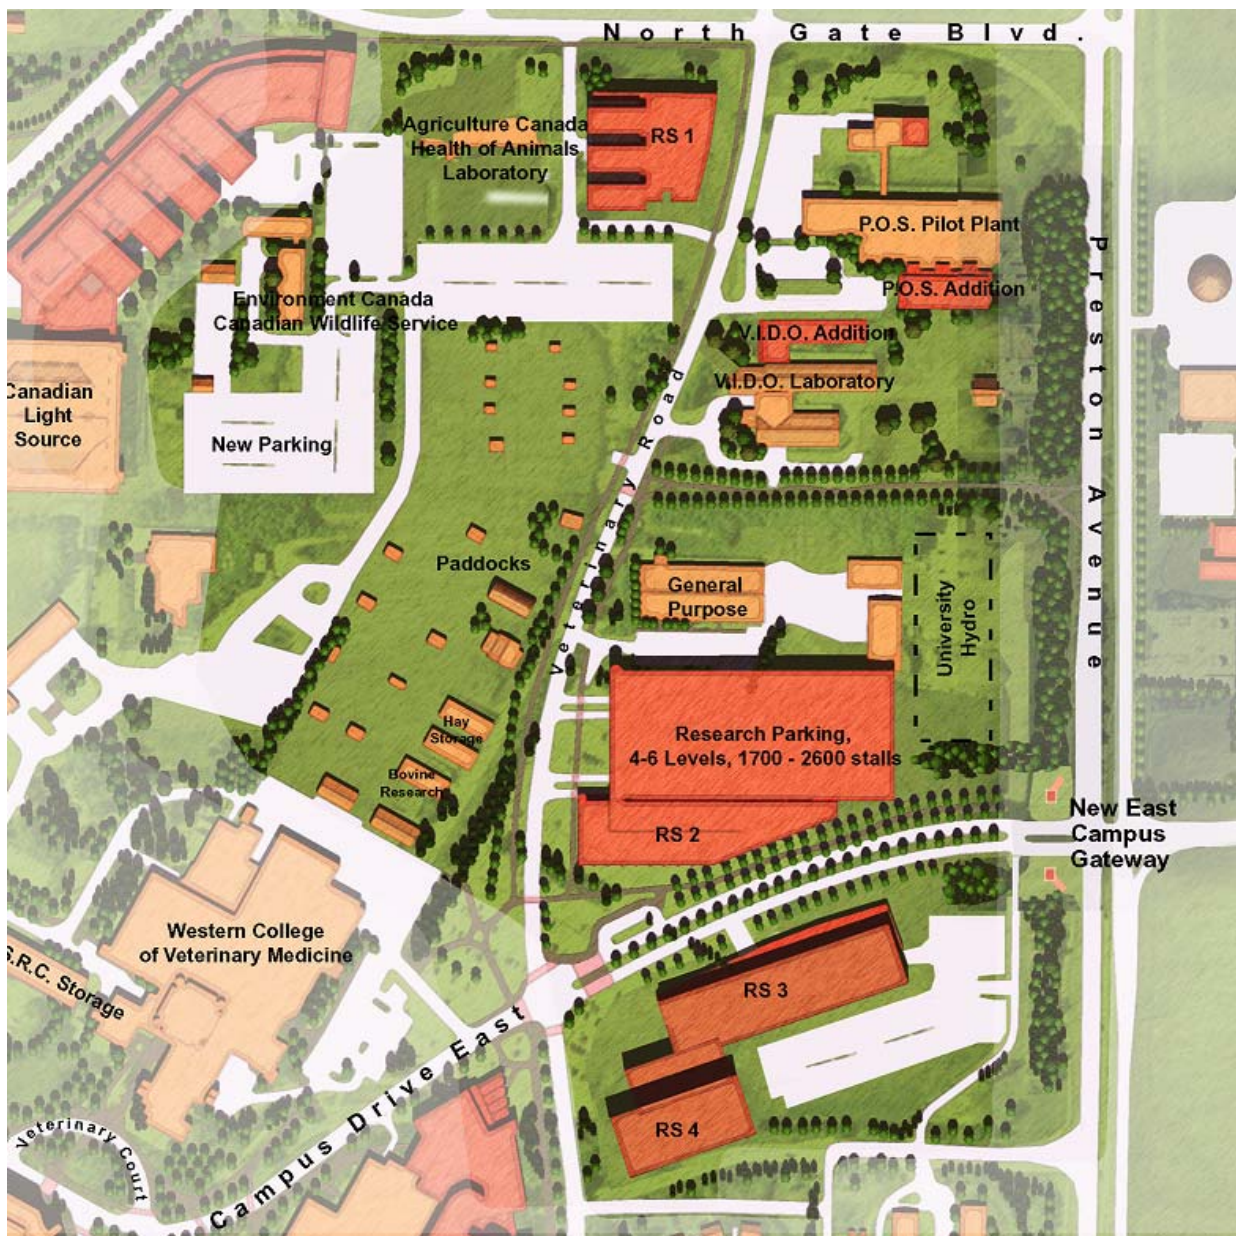 North Gate Blvd.
Agriculture Canada
Health of Animals
Laboratory
RS 1
P.O.S. Pilot Plant
P.O.S. Addition
Environment Canada
Canadian Wildlife Service
V.I.D.O. Addition
V.I.D.O. Laboratory
Preston Avenue
Canadian
Light
Source
New Parking
Veterinary Road
Paddocks
General
Purpose
University
Hydro
Hay
Storage
Bovine
Research
Research Parking,
4-6 Levels, 1700 - 2600 stalls
RS 2
New East
Campus
Gateway
Western College
of Veterinary Medicine
S.R.C. Storage
RS 3
RS 4
Campus Drive East
Veterinary Court